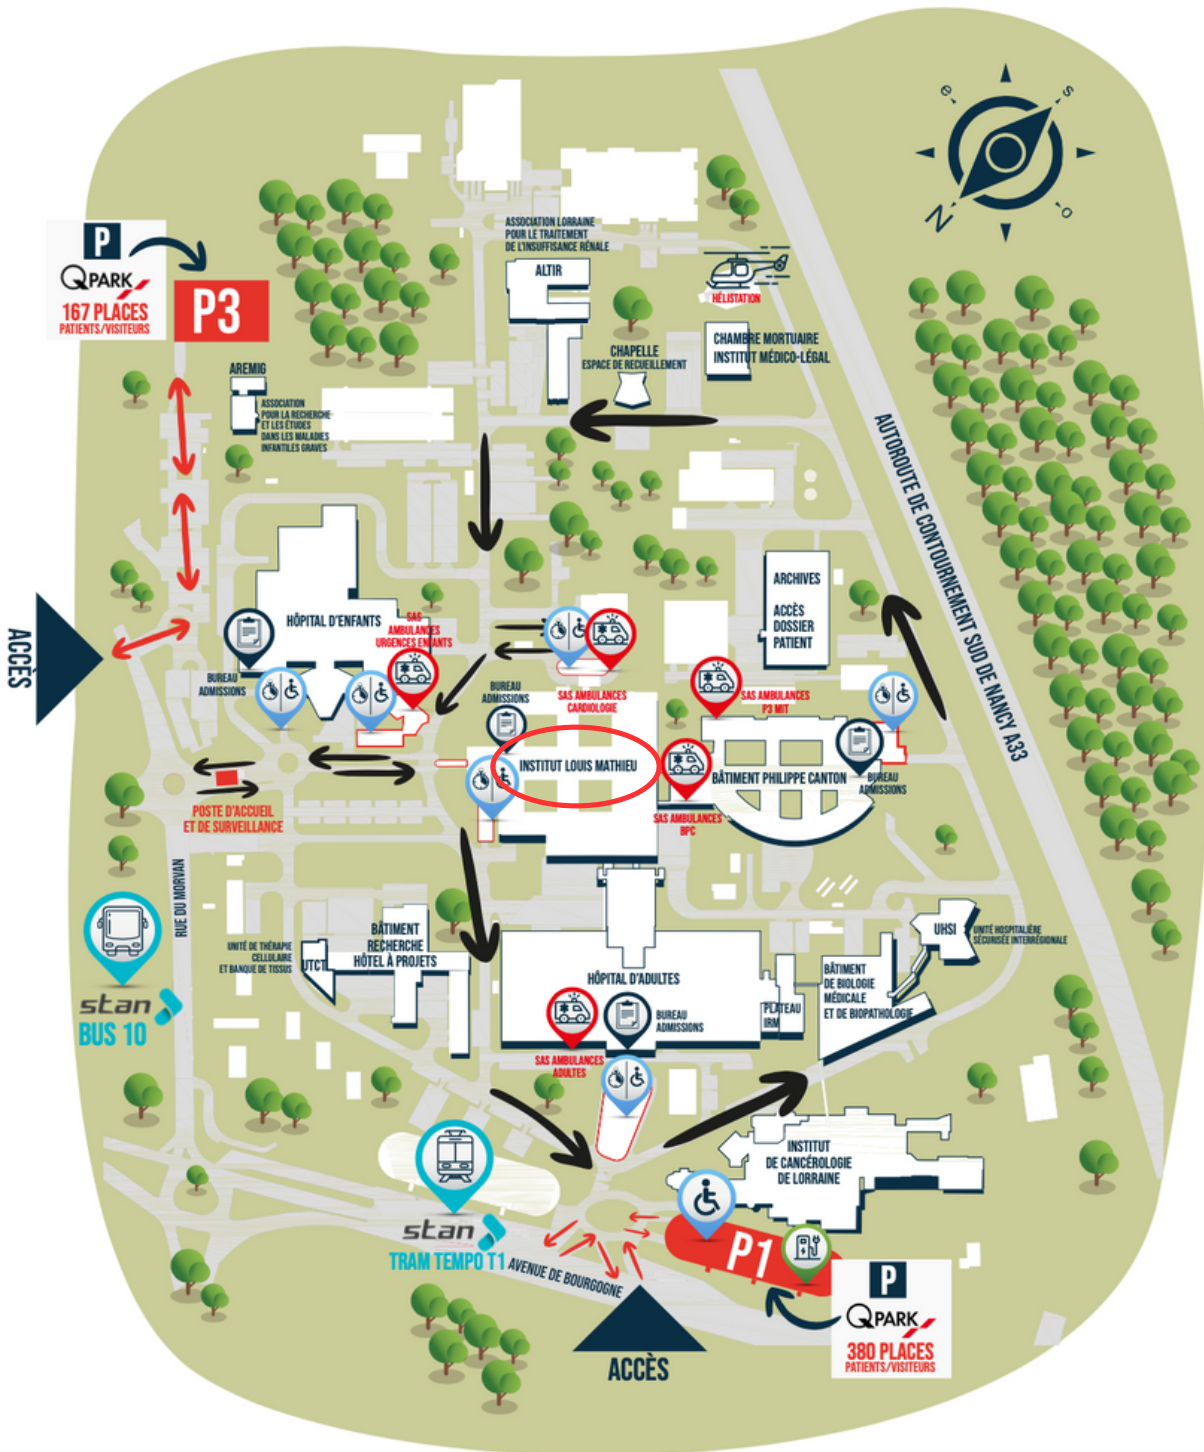 e
s
N
o
P
QPARK
167 PLACES
PATIENTS/VISITEURS
P3
ASSOCIATION LORRAINE
POUR LE TRAITEMENT
DE L'INSUFFISANCE RÉNALE
ALTIR
HÉLISTATION
CHAMBRE MORTUAIRE
INSTITUT MÉDICO-LÉGAL
CHAPELLE
ESPACE DE RECUEILLEMENT
AREMIG
ASSOCIATION
POUR LA RECHERCHE
ET LES ÉTUDES
DANS LES MALADIES
INFANTILES GRAVES
AUTOROUTE DE CONTOURNEMENT SUD DE NANCY A33
ARCHIVES
ACCÈS
DOSSIER
PATIENT
ACCÈS
HÔPITAL D'ENFANTS
SAS
AMBULANCES
URGENCES ENFANTS
BUREAU
ADMISSIONS
BUREAU
ADMISSIONS
SAS AMBULANCES
CARDIOLOGIE
SAS AMBULANCES
P3 MIT
INSTITUT LOUIS MATHIEU
BÂTIMENT PHILIPPE CANTON
BUREAU
ADMISSIONS
SAS AMBULANCES
BPC
POSTE D'ACCUEIL
ET DE SURVEILLANCE
RUE DU MORVAN
stan
BUS 10
UNITÉ DE THÉRAPIE
CELLULAIRE
ET BANQUE DE TISSUS
UTCT
BÂTIMENT
RECHERCHE
HÔTEL À PROJETS
HÔPITAL D'ADULTES
BUREAU
ADMISSIONS
SAS AMBULANCES
ADULTES
PLATEAU
IRM
BÂTIMENT
DE BIOLOGIE
MÉDICALE
ET DE BIOPATHOLOGIE
UHSI
UNITÉ HOSPITALIÈRE
SÉCURISÉE INTERRÉGIONALE
INSTITUT
DE CANCÉROLOGIE
DE LORRAINE
stan
TRAM TEMPO T1
AVENUE DE BOURGOGNE
P1
ACCÈS
P
QPARK
380 PLACES
PATIENTS/VISITEURS